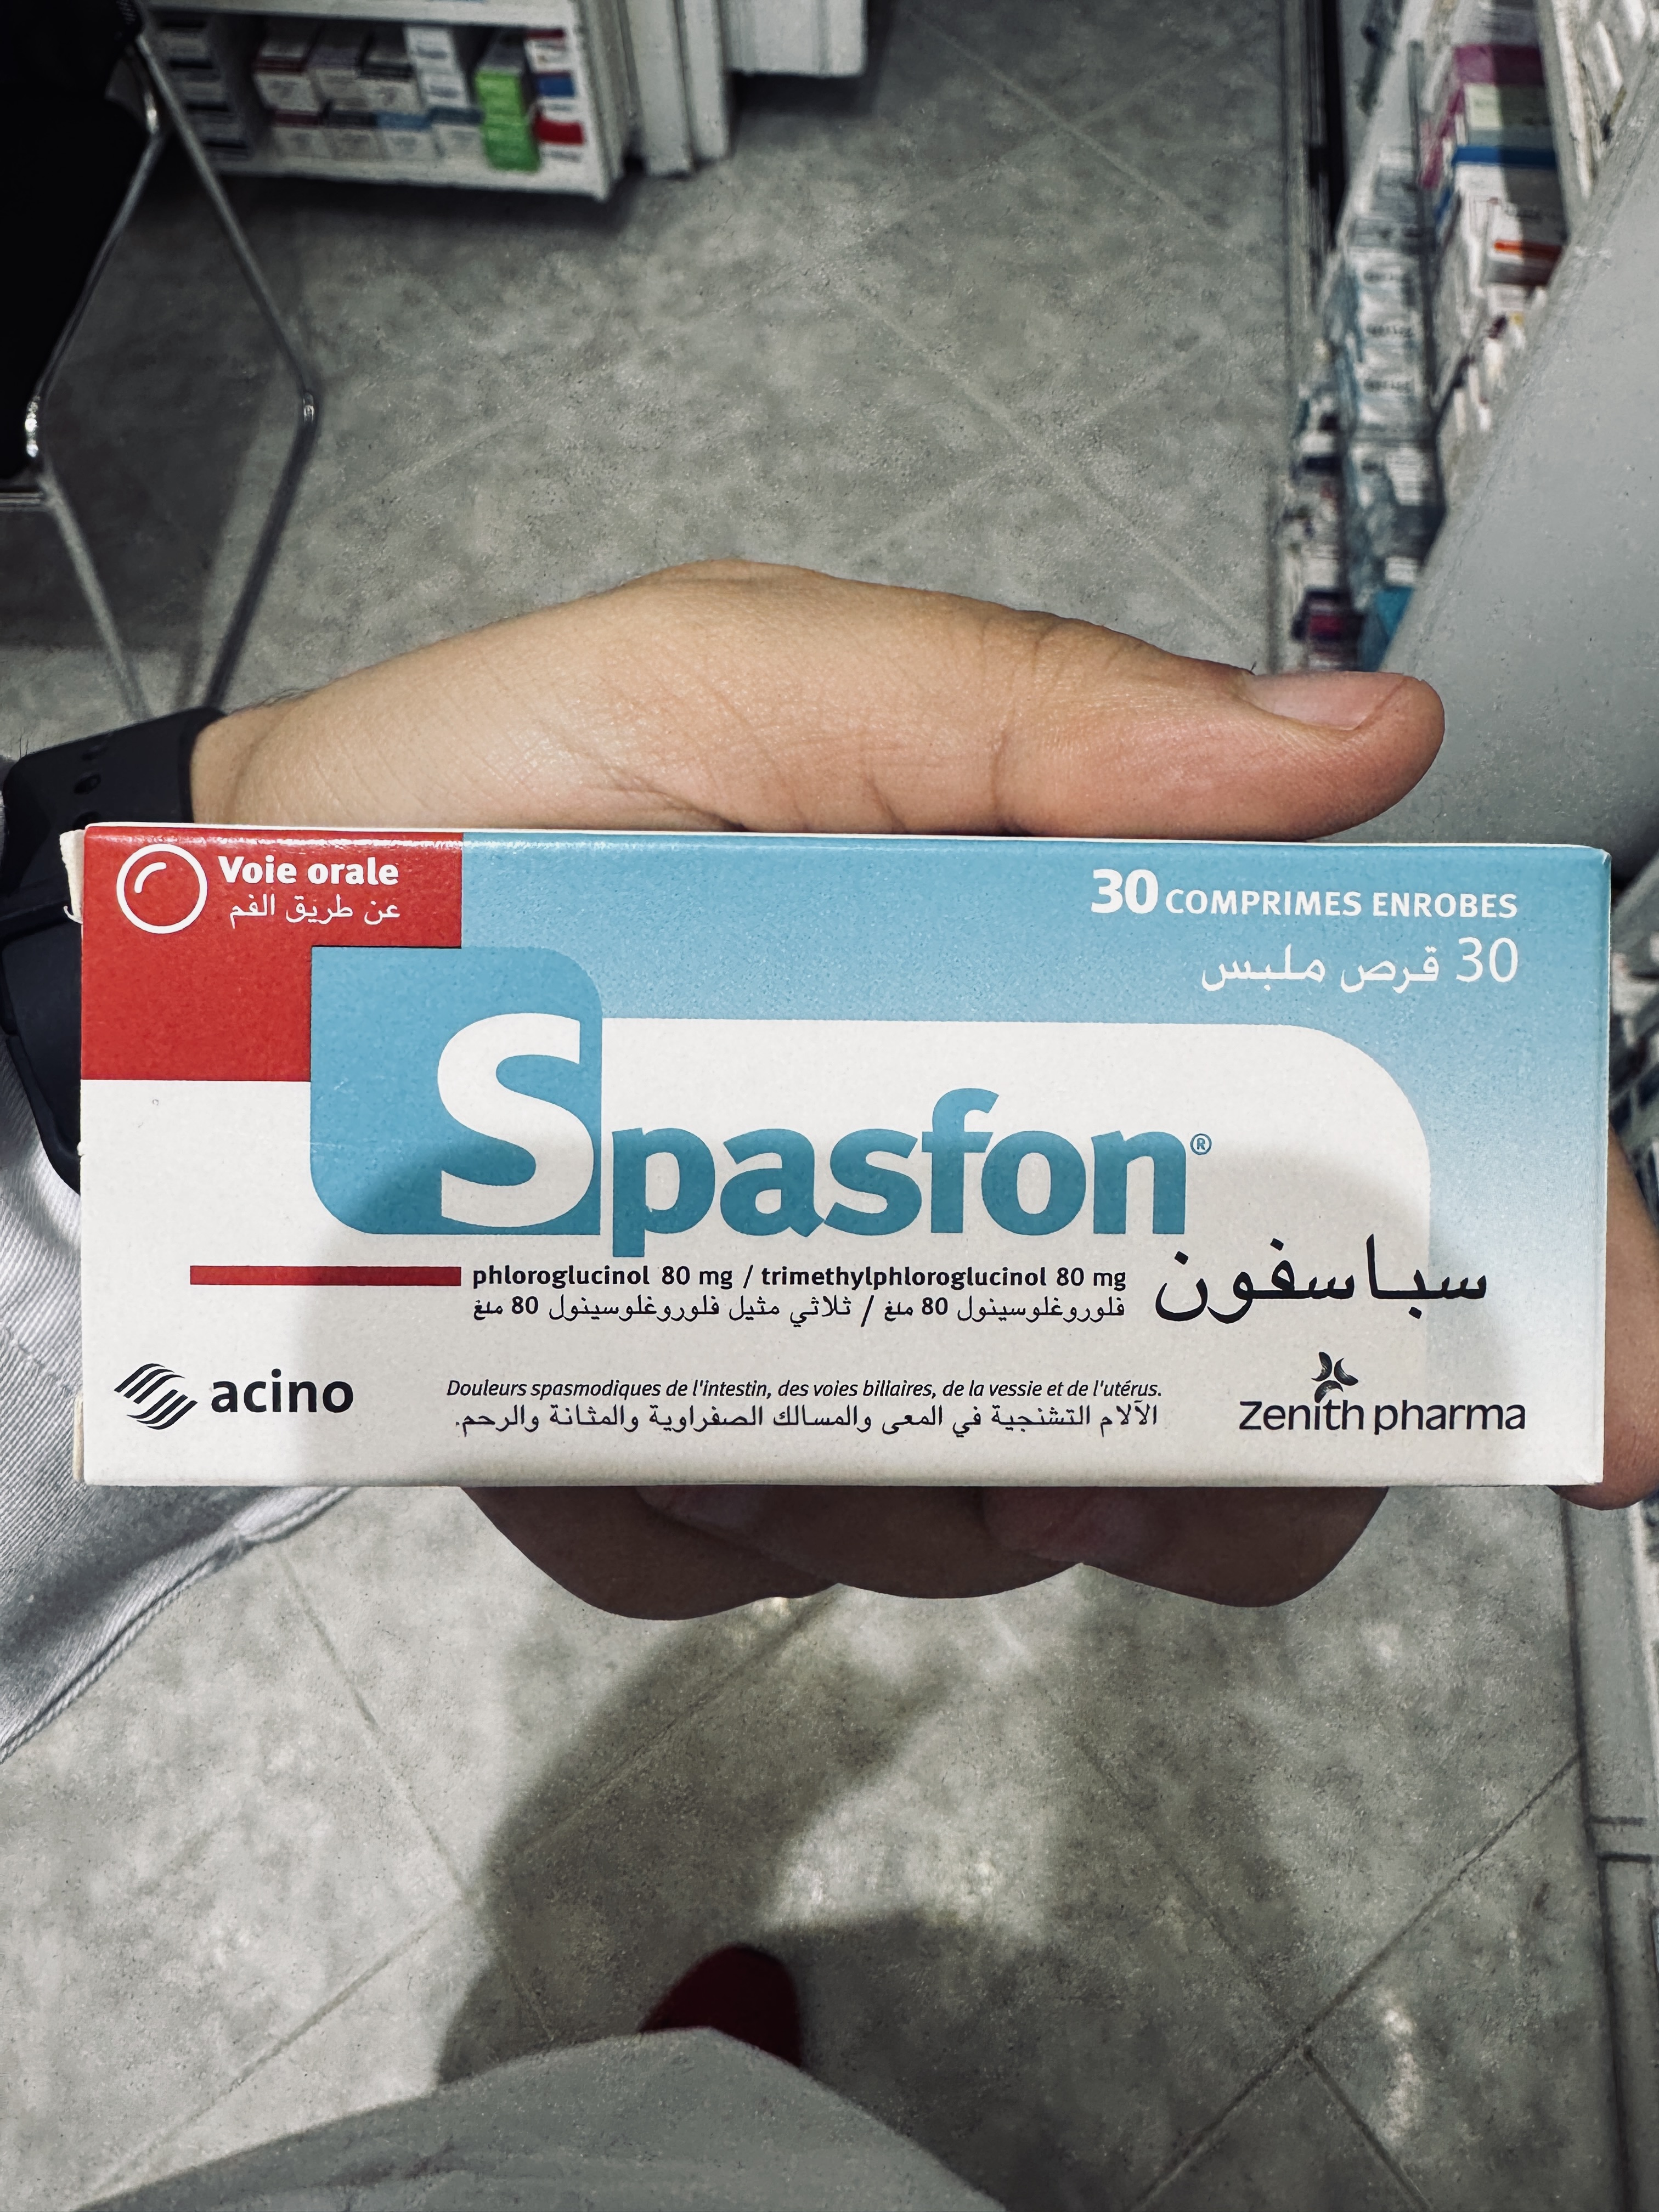 Voie orale
عن طريق الفم
30 COMPRIMES ENROBES
30 قرص ملبس
Spasfon®
سباسفون
phloroglucinol 80 mg / trimethylphloroglucinol 80 mg
فلوروغلوسينول 80 ملغ / ثلاثي مثيل فلوروغلوسينول 80 ملغ
acino
Douleurs spasmodiques de l'intestin, des voies biliaires, de la vessie et de l'utérus.
الآلام التشنجية في المعى والمسالك الصفراوية والمثانة والرحم.
zenith pharma